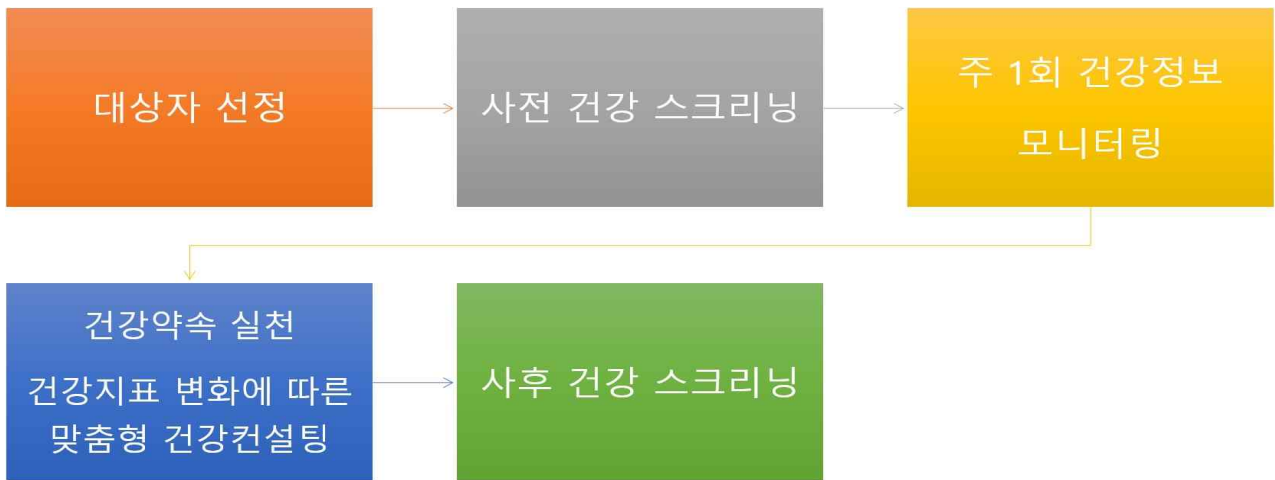 대상자 선정
사전 건강 스크리닝
주 1회 건강정보
모니터링
건강약속 실천
건강지표 변화에 따른
맞춤형 건강컨설팅
사후 건강 스크리닝